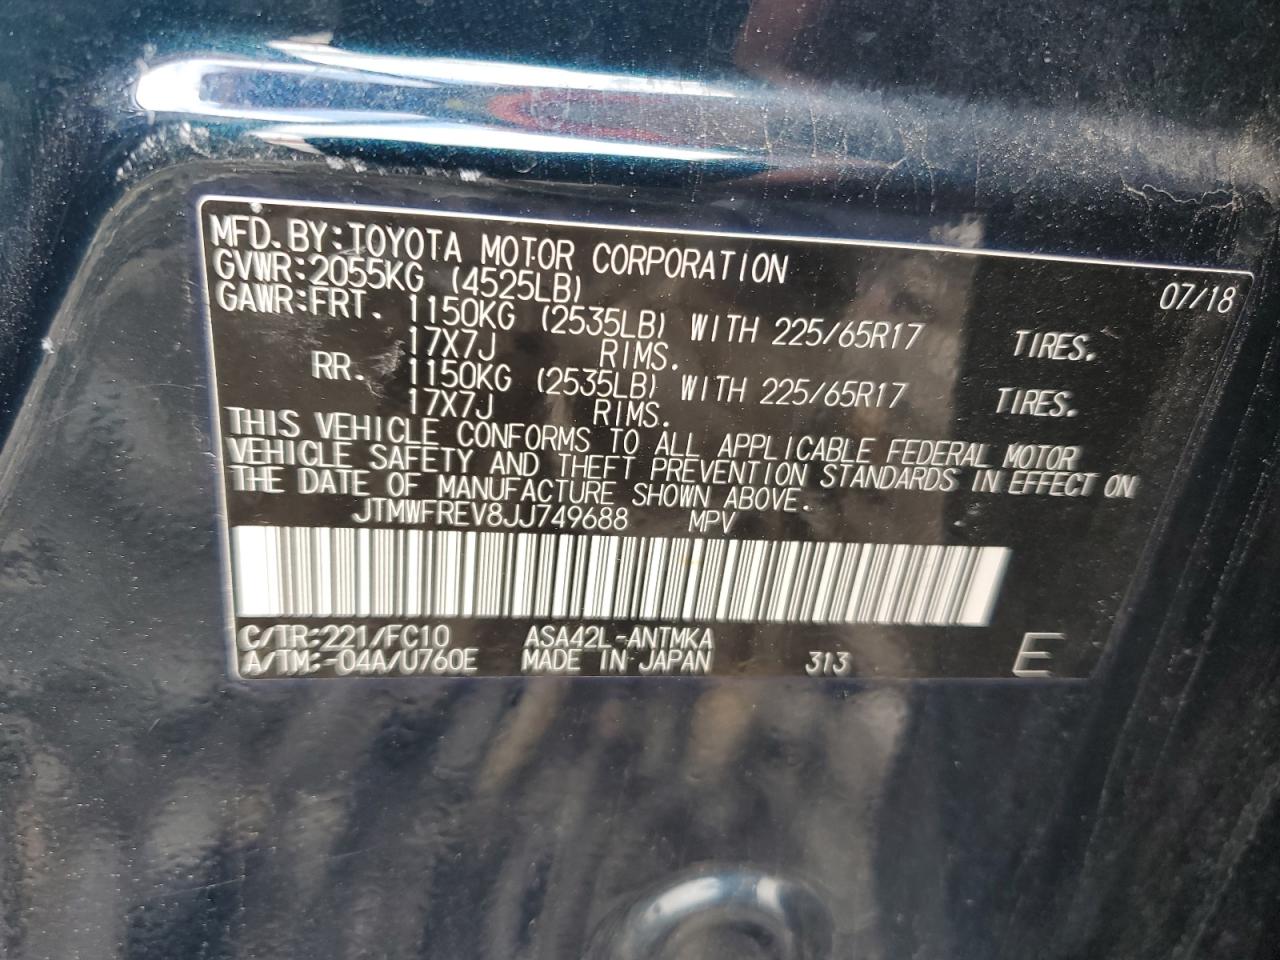 MFD. BY:TOYOTA MOTOR CORPORATION 07/18
GVWR:2055KG (4525LB)
GAWR:FRT. 1150KG (2535LB) WITH 225/65R17 TIRES.
17X7J RIMS.
RR. 1150KG (2535LB) WITH 225/65R17 TIRES.
17X7J RIMS.
THIS VEHICLE CONFORMS TO ALL APPLICABLE FEDERAL MOTOR
VEHICLE SAFETY AND THEFT PREVENTION STANDARDS IN EFFECT ON
THE DATE OF MANUFACTURE SHOWN ABOVE.
JTMWFREV8JJ749688 MPV
C/TR:221/FC10 ASA42L-ANTMKA
A/TM:-04A/U760E MADE IN JAPAN 313 E